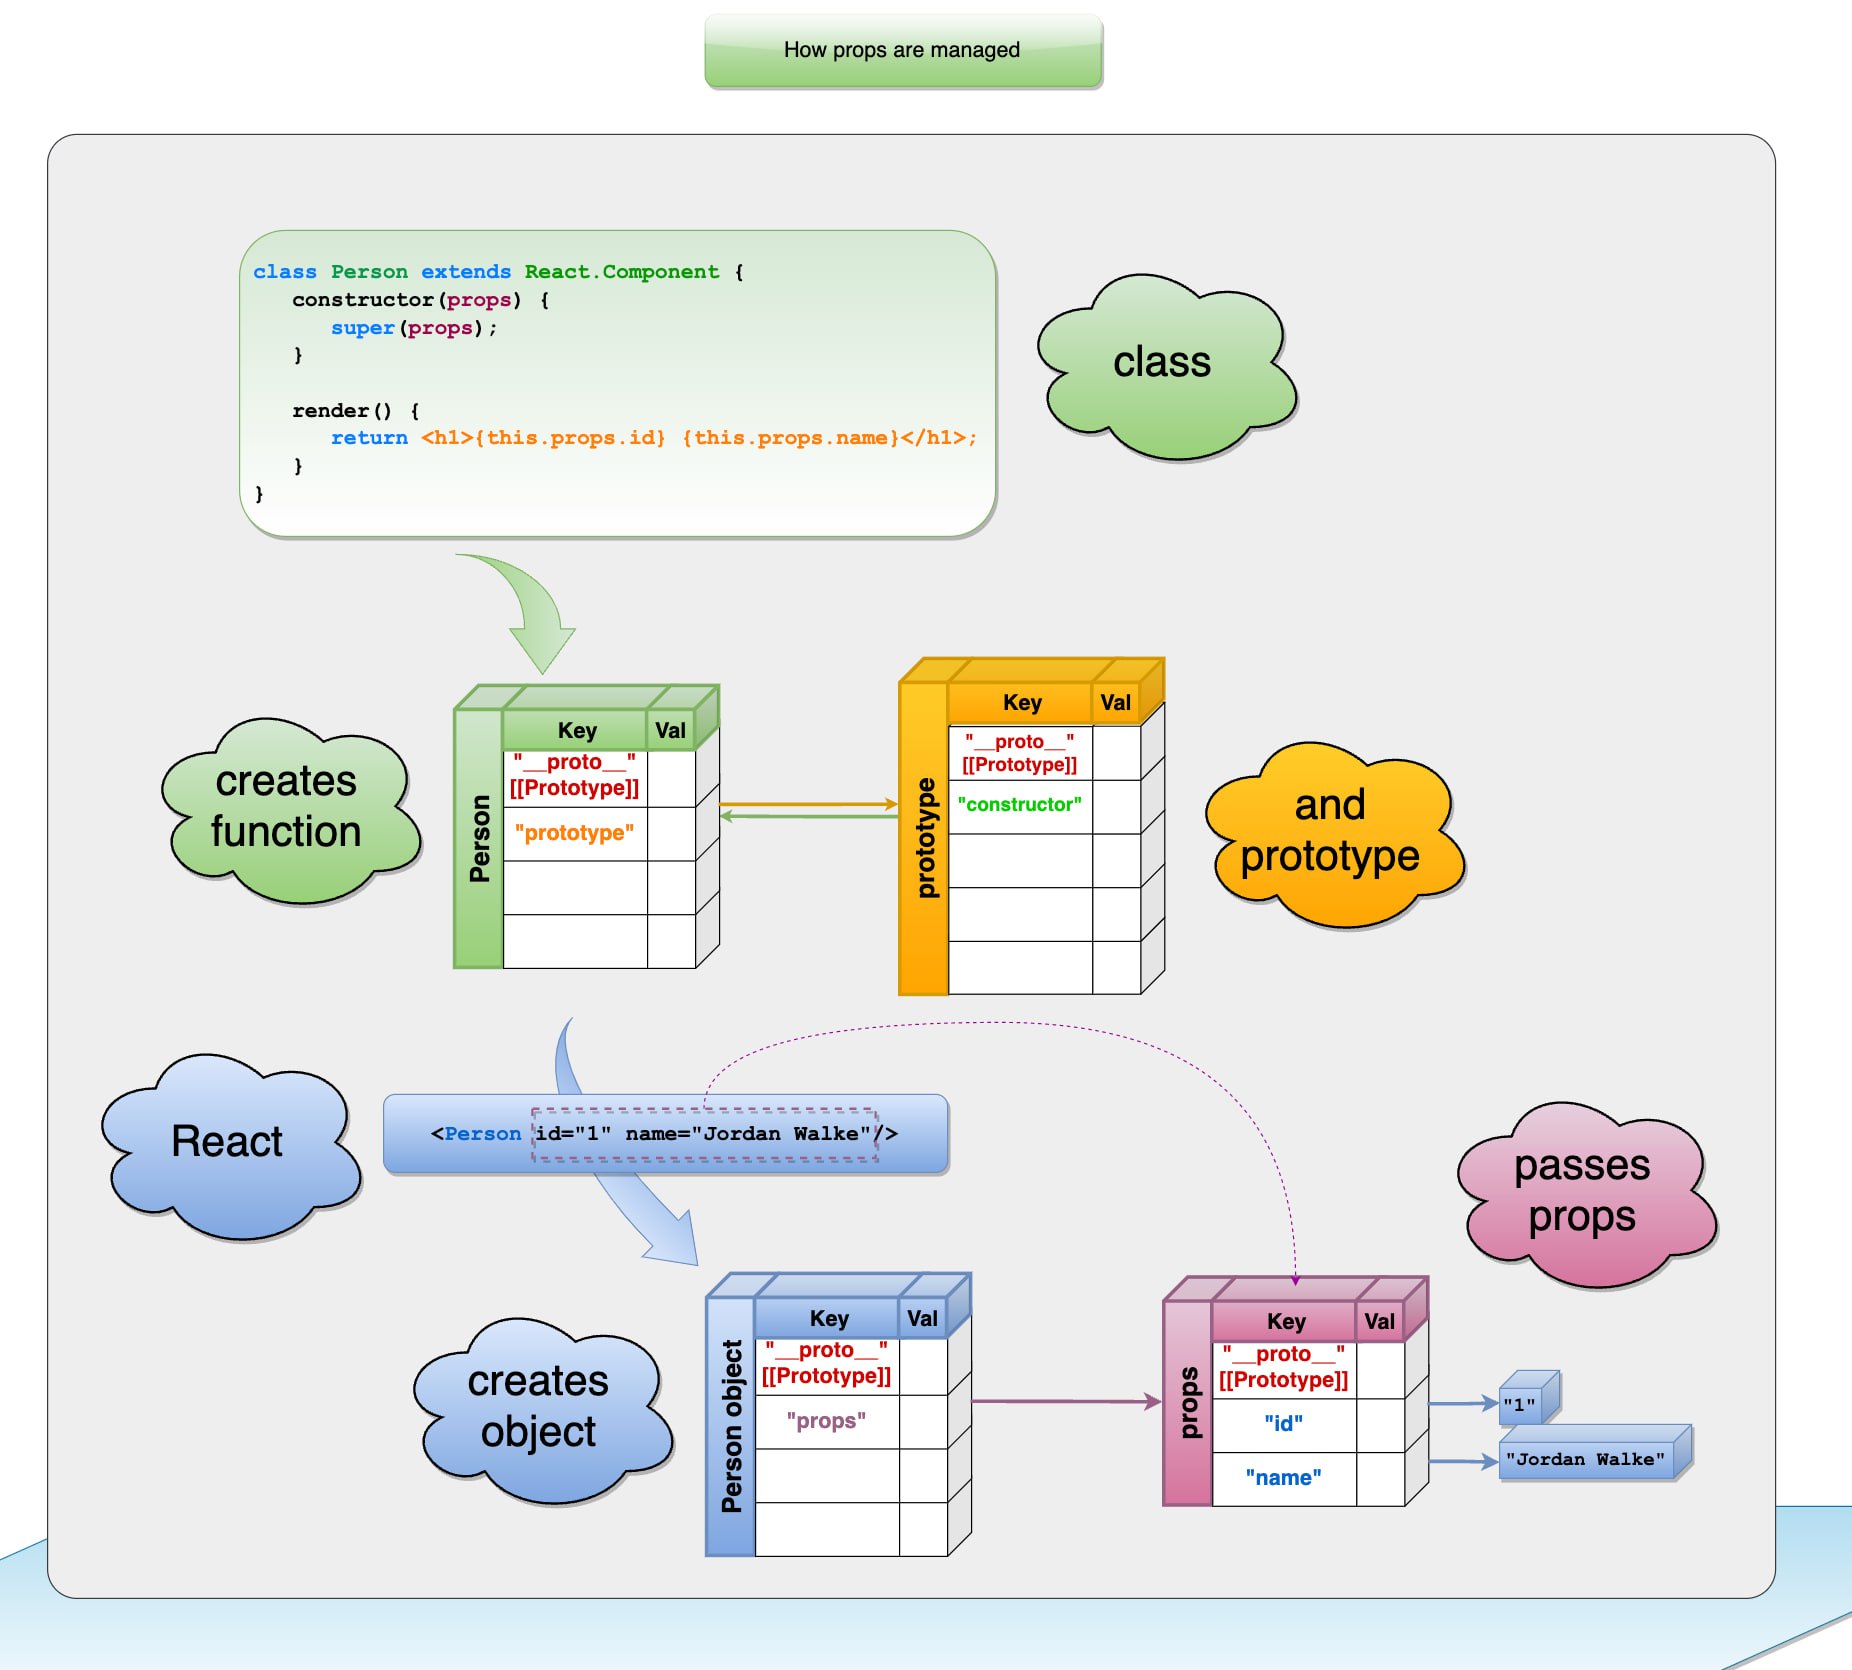 How props are managed
class Person extends React.Component {
constructor(props) {
super(props);
}
render() {
return <h1>{this.props.id} {this.props.name}</h1>;
}
}
class
creates
function
Person
Key Val
"__proto__"
[[Prototype]]
"prototype"
prototype
Key Val
"__proto__"
[[Prototype]]
"constructor"
and
prototype
React
<Person id="1" name="Jordan Walke"/>
passes
props
creates
object
Person object
Key Val
"__proto__"
[[Prototype]]
"props"
props
Key Val
"__proto__"
[[Prototype]]
"id"
"name"
"1"
"Jordan Walke"